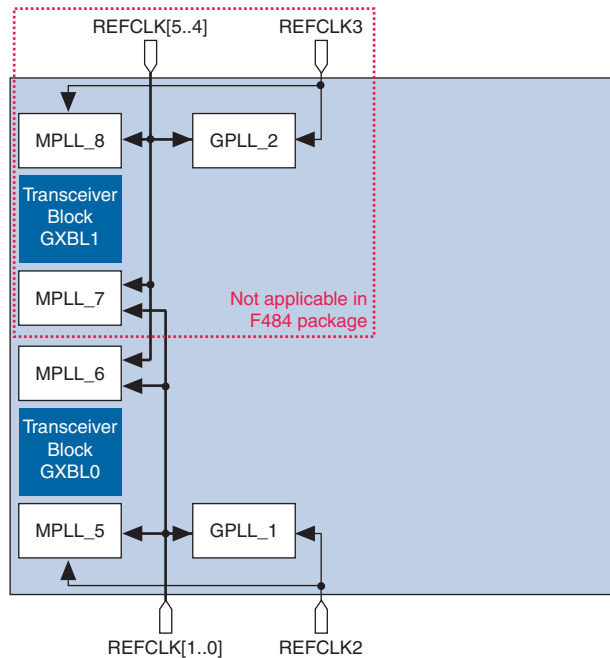 REFCLK[5..4]
REFCLK3
MPLL_8
GPLL_2
Transceiver
Block
GXBL1
MPLL_7
Not applicable in
F484 package
MPLL_6
Transceiver
Block
GXBL0
MPLL_5
GPLL_1
REFCLK[1..0]
REFCLK2